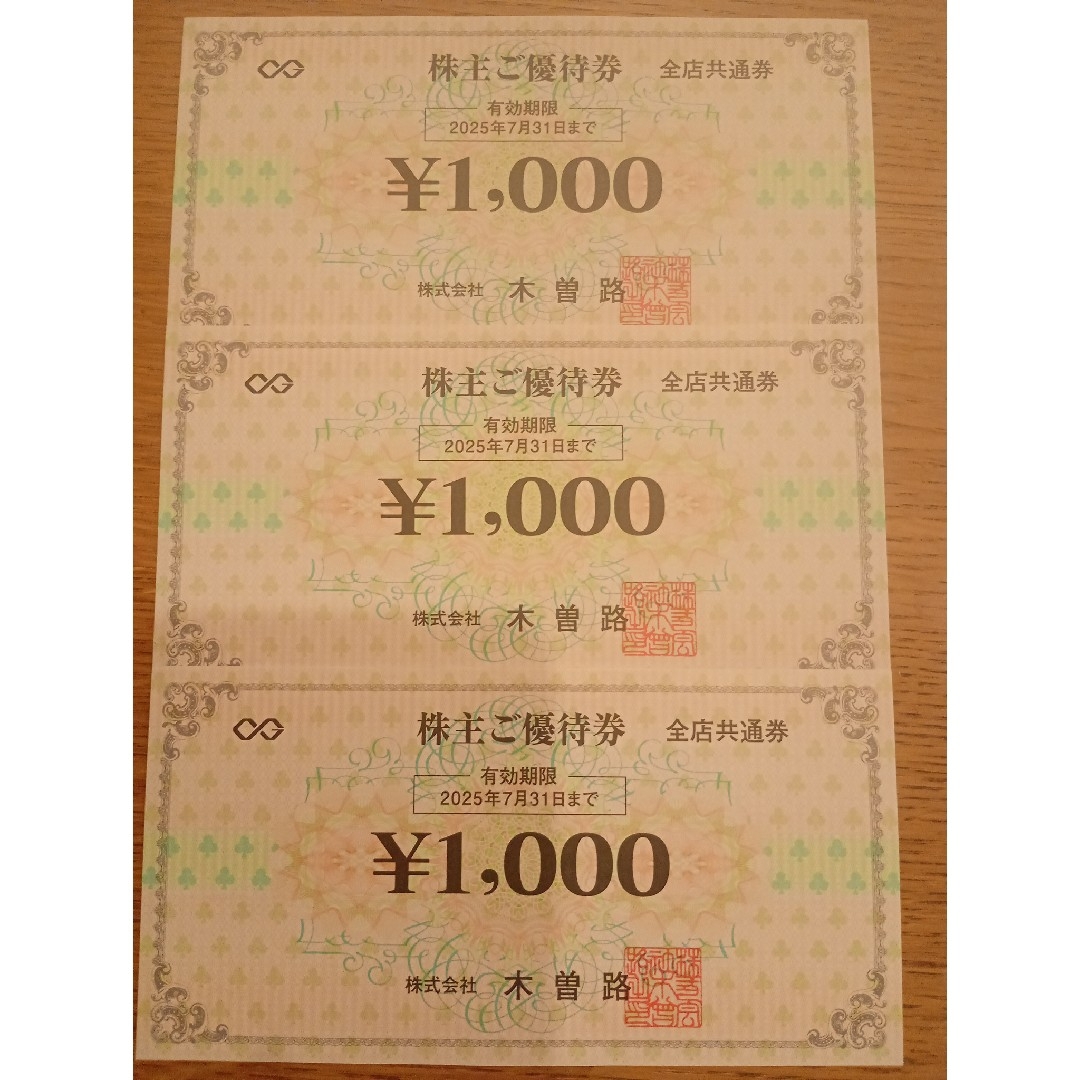 株主ご優待券 全店共通券
有効期限
2025年7月31日まで
¥1,000
株式会社 木曽路
株主ご優待券 全店共通券
有効期限
2025年7月31日まで
¥1,000
株式会社 木曽路
株主ご優待券 全店共通券
有効期限
2025年7月31日まで
¥1,000
株式会社 木曽路